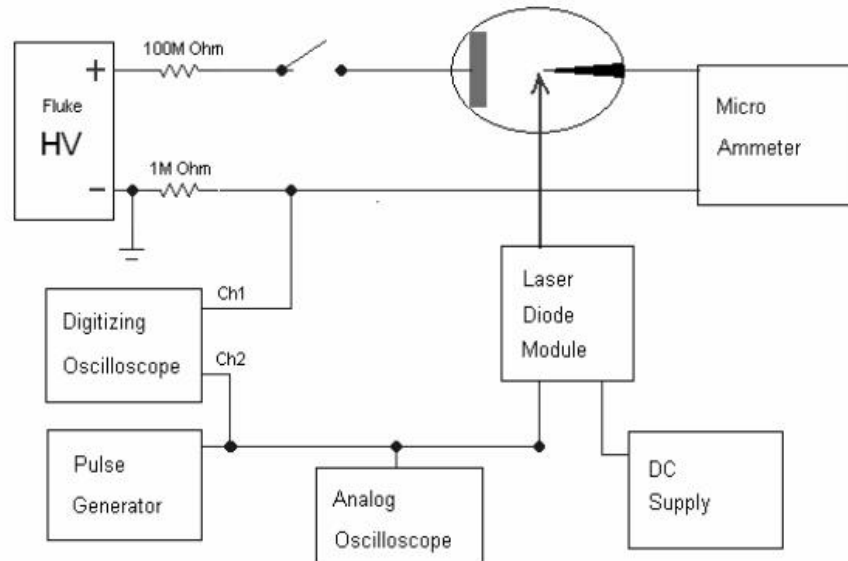 100M Ohm
+
Fluke
HV
Micro
Ammeter
1M Ohm
−
Laser
Diode
Module
Ch1
Digitizing
Oscilloscope
Ch2
Pulse
Generator
DC
Supply
Analog
Oscilloscope